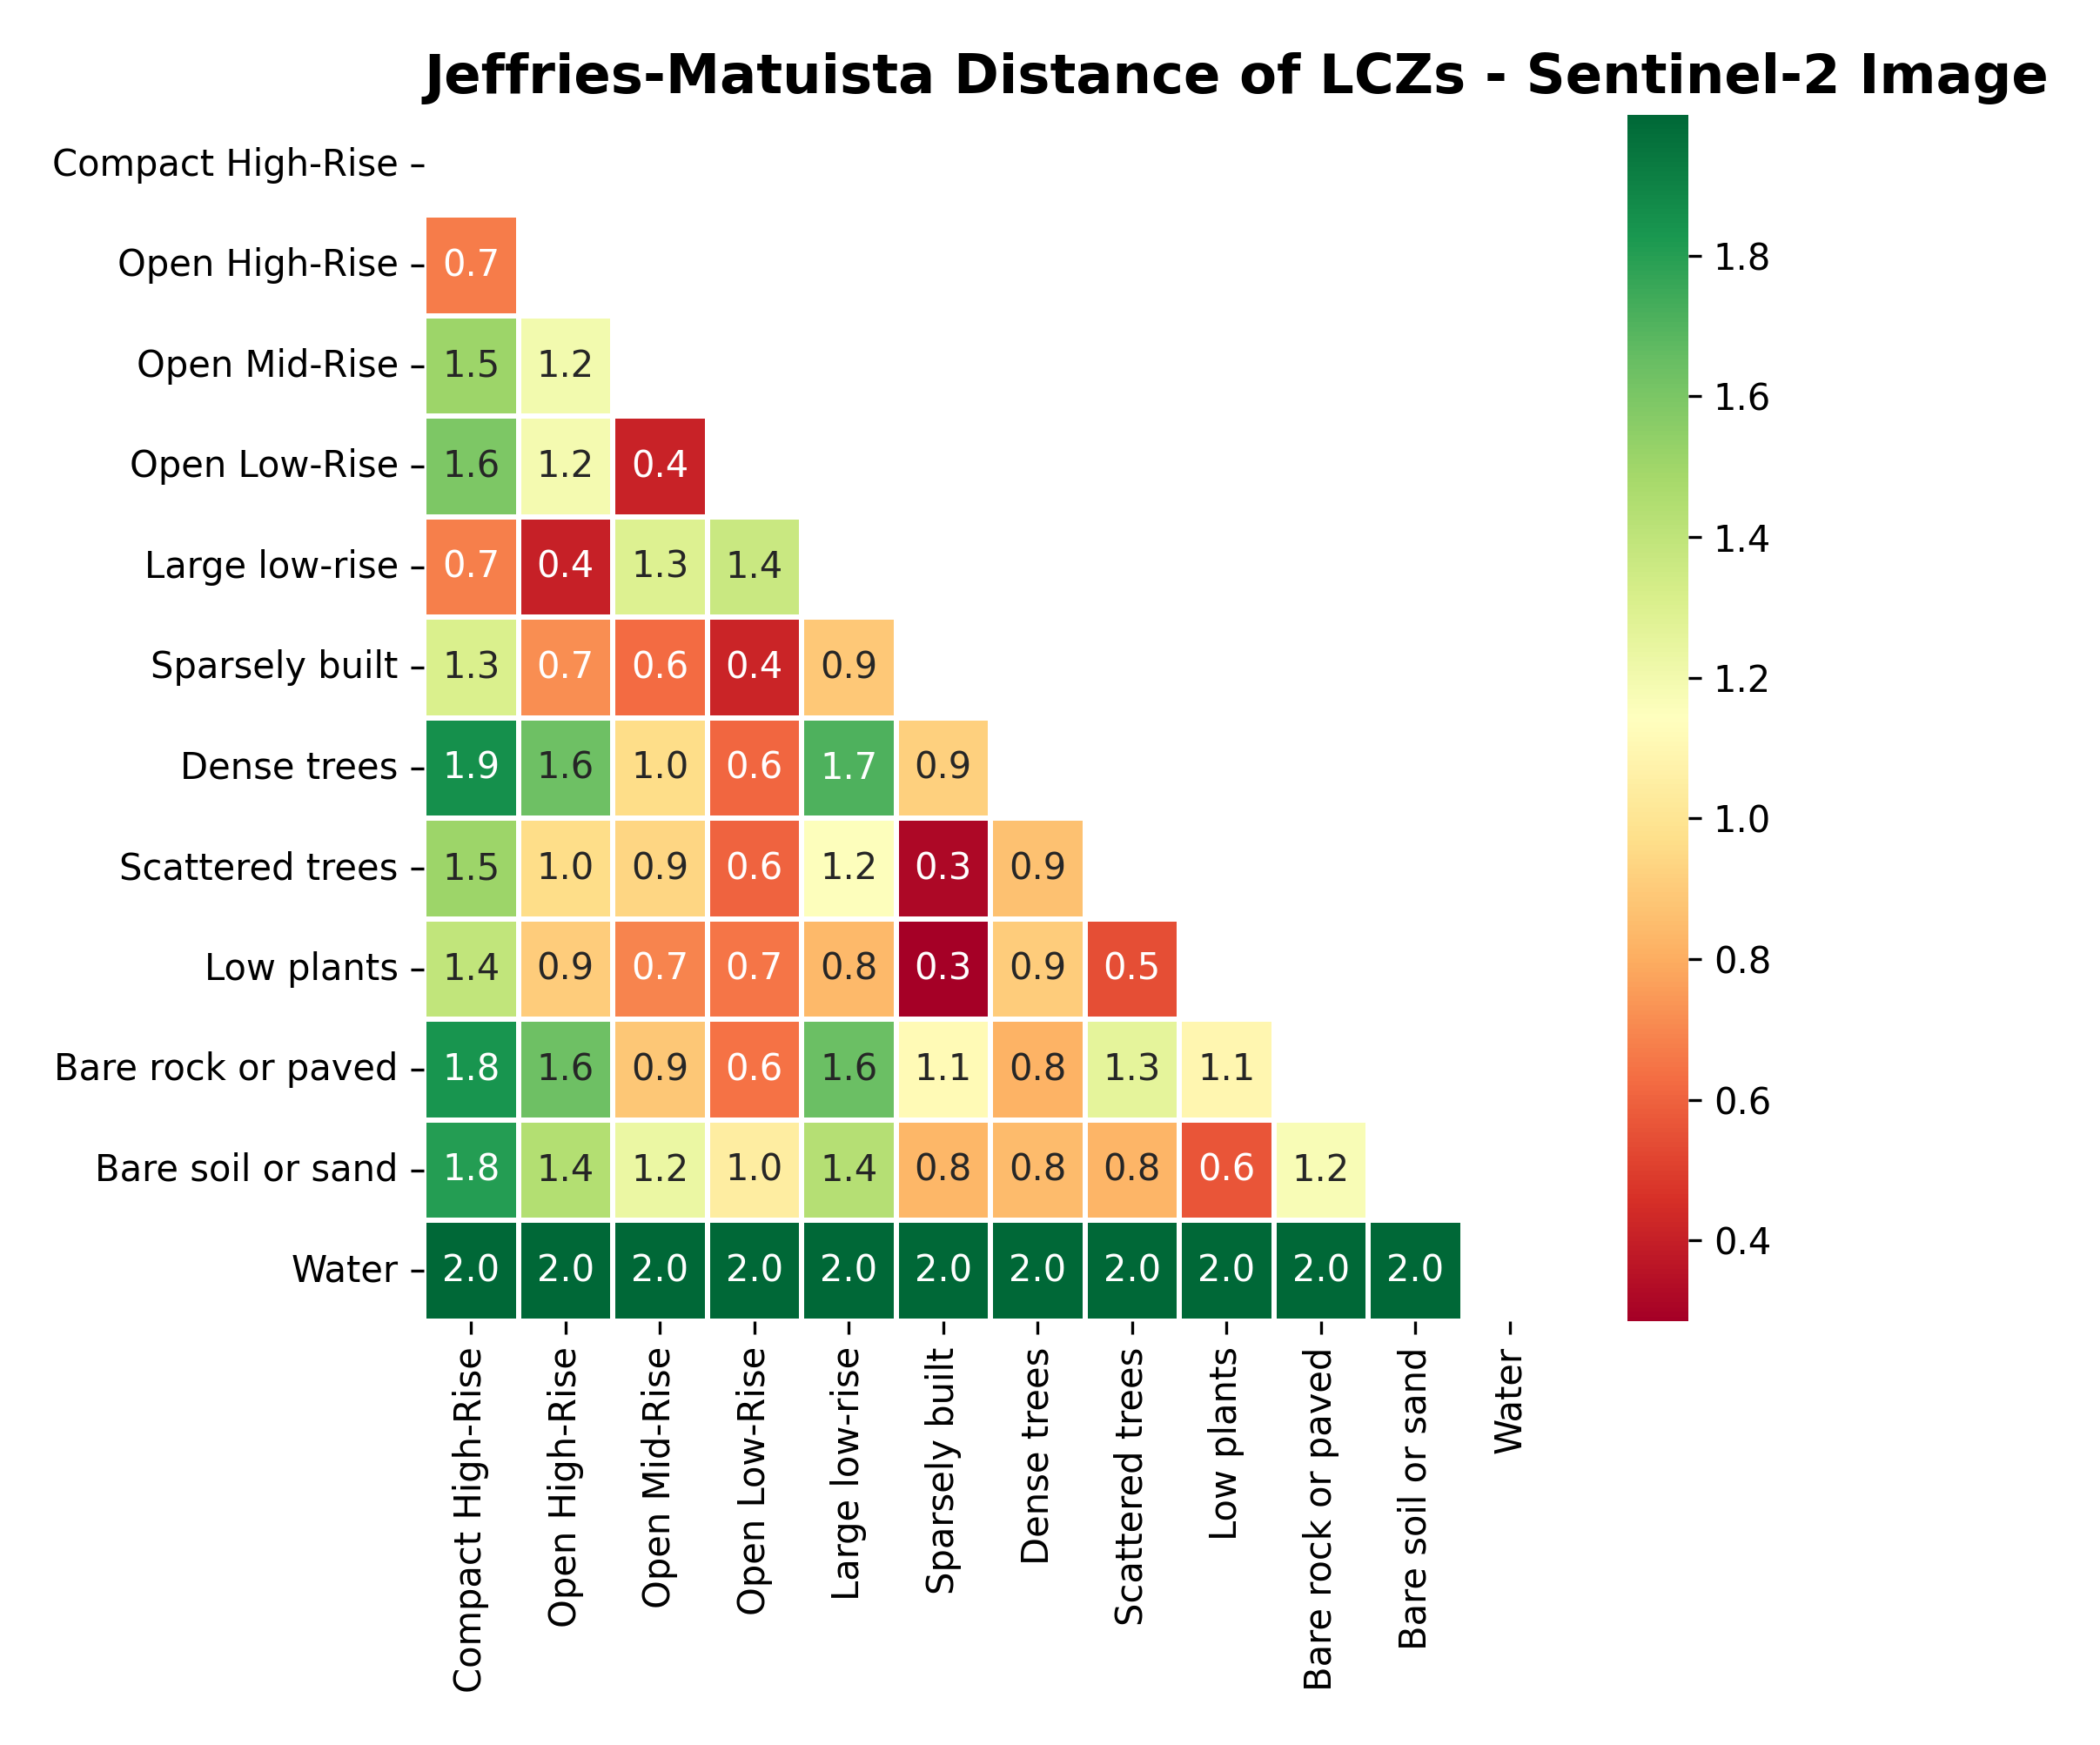 Jeffries-Matuista Distance of LCZs - Sentinel-2 Image
Compact High-Rise
Open High-Rise 0.7
Open Mid-Rise 1.5 1.2
Open Low-Rise 1.6 1.2 0.4
Large low-rise 0.7 0.4 1.3 1.4
Sparsely built 1.3 0.7 0.6 0.4 0.9
Dense trees 1.9 1.6 1.0 0.6 1.7 0.9
Scattered trees 1.5 1.0 0.9 0.6 1.2 0.3 0.9
Low plants 1.4 0.9 0.7 0.7 0.8 0.3 0.9 0.5
Bare rock or paved 1.8 1.6 0.9 0.6 1.6 1.1 0.8 1.3 1.1
Bare soil or sand 1.8 1.4 1.2 1.0 1.4 0.8 0.8 0.8 0.6 1.2
Water 2.0 2.0 2.0 2.0 2.0 2.0 2.0 2.0 2.0 2.0 2.0
Compact High-Rise
Open High-Rise
Open Mid-Rise
Open Low-Rise
Large low-rise
Sparsely built
Dense trees
Scattered trees
Low plants
Bare rock or paved
Bare soil or sand
Water
1.8
1.6
1.4
1.2
1.0
0.8
0.6
0.4